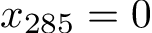 x_{285} = 0